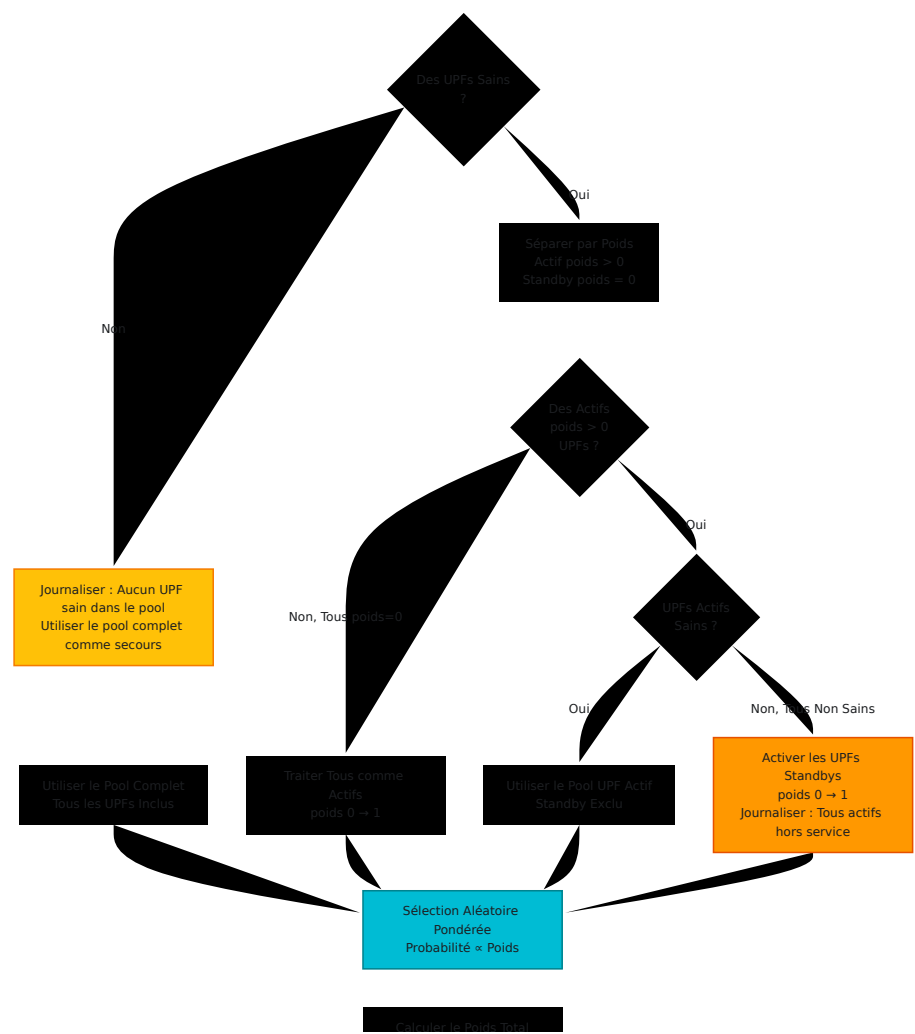 Des UPFs Sains
?
Oui
Séparer par Poids
Actif poids > 0
Standby poids = 0
Non
Des Actifs
poids > 0
UPFs ?
Oui
Journaliser : Aucun UPF
sain dans le pool
Utiliser le pool complet
comme secours
Non, Tous poids=0
UPFs Actifs
Sains ?
Oui
Non, Tous Non Sains
Utiliser le Pool Complet
Tous les UPFs Inclus
Traiter Tous comme
Actifs
poids 0 → 1
Utiliser le Pool UPF Actif
Standby Exclu
Activer les UPFs
Standbys
poids 0 → 1
Journaliser : Tous actifs
hors service
Sélection Aléatoire
Pondérée
Probabilité ∝ Poids
Calculer le Poids Total